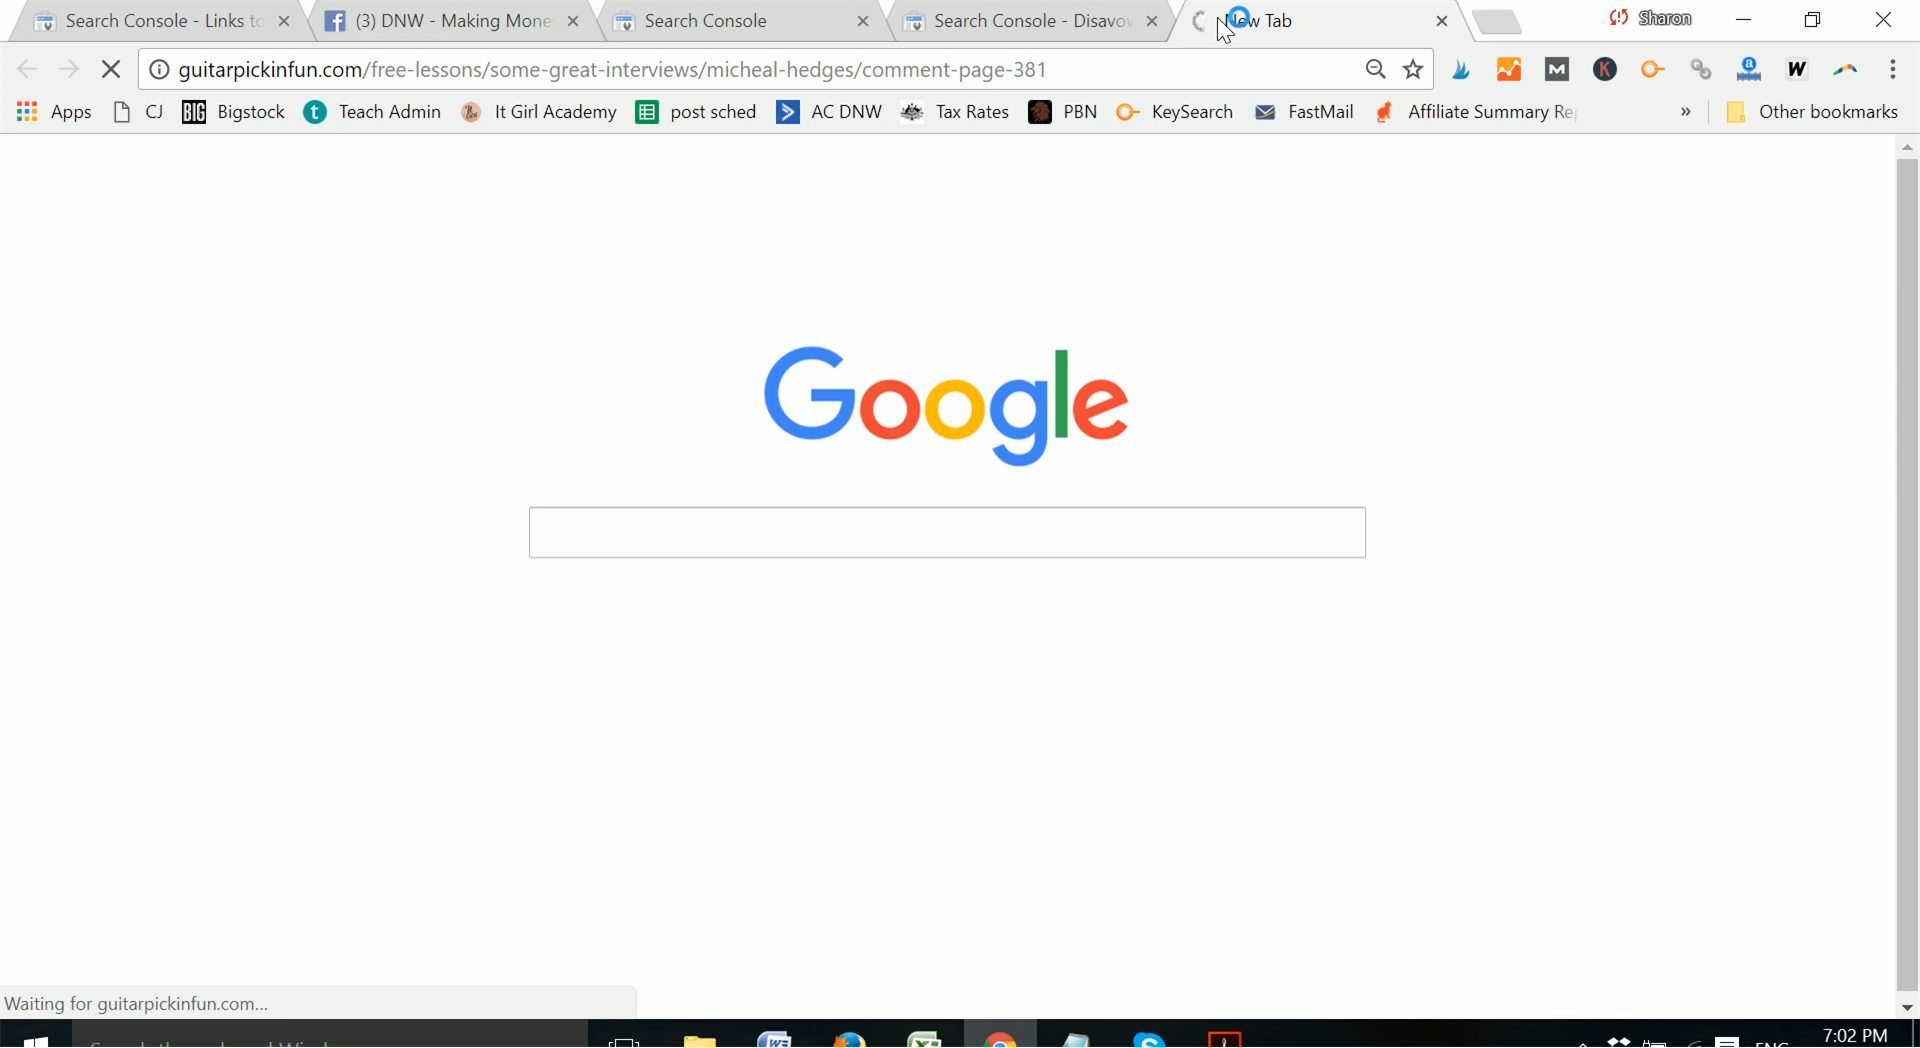 Search Console - Links to
(3) DNW - Making Mone
Search Console
Search Console - Disavov
New Tab
Sharon
guitarpickinfun.com/free-lessons/some-great-interviews/micheal-hedges/comment-page-381
Apps CJ BIG Bigstock Teach Admin It Girl Academy post sched AC DNW Tax Rates PBN KeySearch FastMail Affiliate Summary Re » Other bookmarks
Google
Waiting for guitarpickinfun.com...
7:02 PM